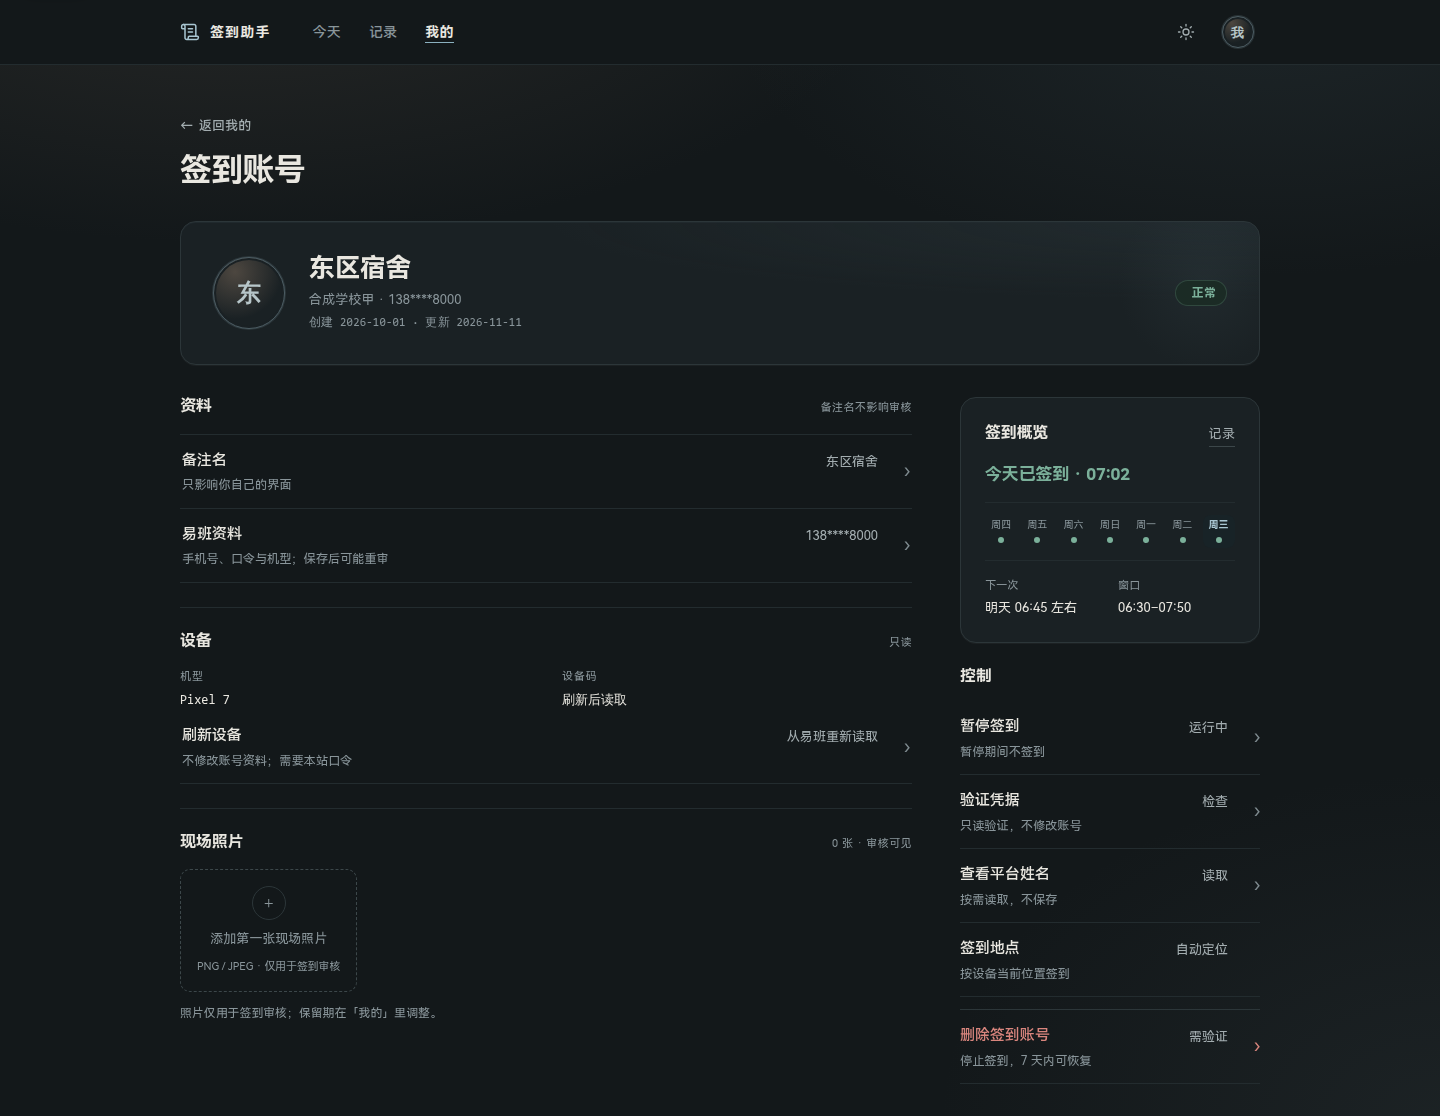 签到助手 今天 记录 我的 我
← 返回我的
签到账号
东
东区宿舍
合成学校甲 · 138****8000
创建 2026-10-01 · 更新 2026-11-11
正常
资料 备注名不影响审核
备注名 东区宿舍
只影响你自己的界面
易班资料 138****8000
手机号、口令与机型；保存后可能重审
设备 只读
机型 设备码
Pixel 7 刷新后读取
刷新设备 从易班重新读取
不修改账号资料；需要本站口令
现场照片 0 张 · 审核可见
+
添加第一张现场照片
PNG / JPEG · 仅用于签到审核
照片仅用于签到审核；保留期在「我的」里调整。
签到概览 记录
今天已签到 · 07:02
周四 周五 周六 周日 周一 周二 周三
下一次 窗口
明天 06:45 左右 06:30–07:50
控制
暂停签到 运行中
暂停期间不签到
验证凭据 检查
只读验证，不修改账号
查看平台姓名 读取
按需读取，不保存
签到地点 自动定位
按设备当前位置签到
删除签到账号 需验证
停止签到，7 天内可恢复